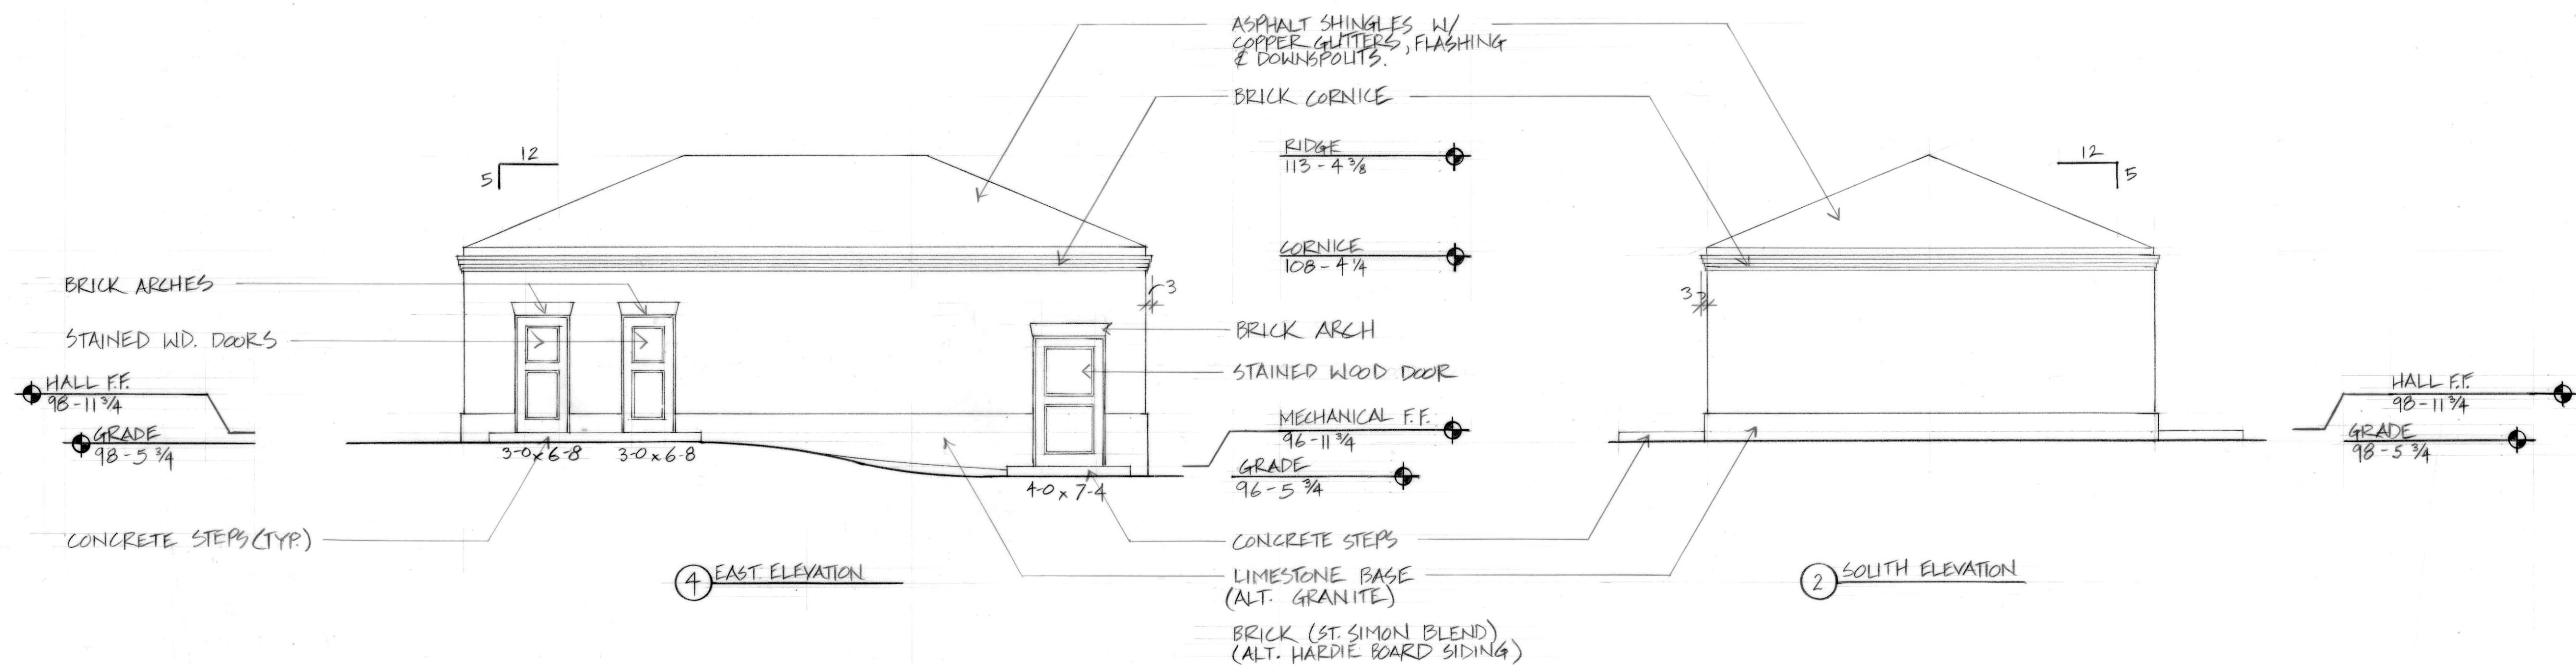 ASPHALT SHINGLES W/
COPPER GUTTERS, FLASHING
& DOWNSPOUTS.
BRICK CORNICE
12
5
RIDGE
113-4 3/8
12
5
CORNICE
108-4 1/4
BRICK ARCHES
3
3
STAINED WD. DOORS
BRICK ARCH
STAINED WOOD DOOR
HALL F.F.
98-11 3/4
GRADE
98-5 3/4
3-0 x 6-8
3-0 x 6-8
MECHANICAL F.F.
96-11 3/4
GRADE
96-5 3/4
4-0 x 7-4
HALL F.F.
98-11 3/4
GRADE
98-5 3/4
CONCRETE STEPS (TYP.)
CONCRETE STEPS
4 EAST ELEVATION
LIMESTONE BASE
(ALT. GRANITE)
2 SOUTH ELEVATION
BRICK (ST. SIMON BLEND)
(ALT. HARDIE BOARD SIDING)